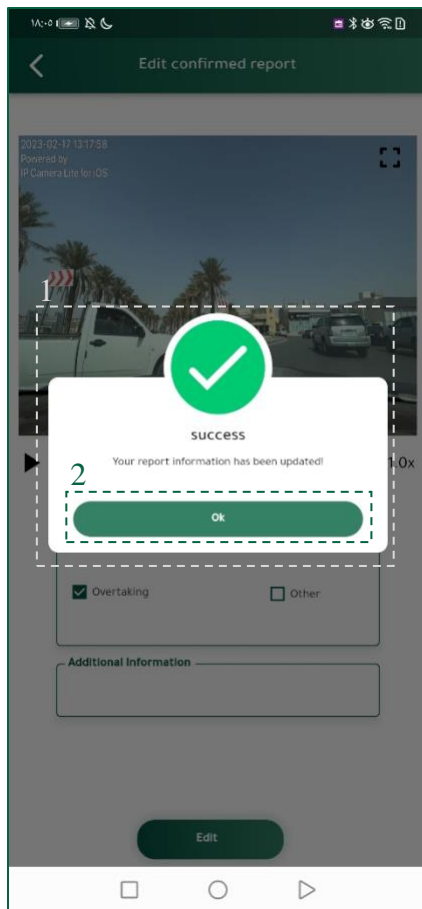 ١٨:٠٥
Edit confirmed report
2023-02-17 13:17:58
Powered by
IP Camera Lite for iOS
1
success
Your report information has been updated!
2
1.0x
Ok
Overtaking
Other
Additional Information
Edit